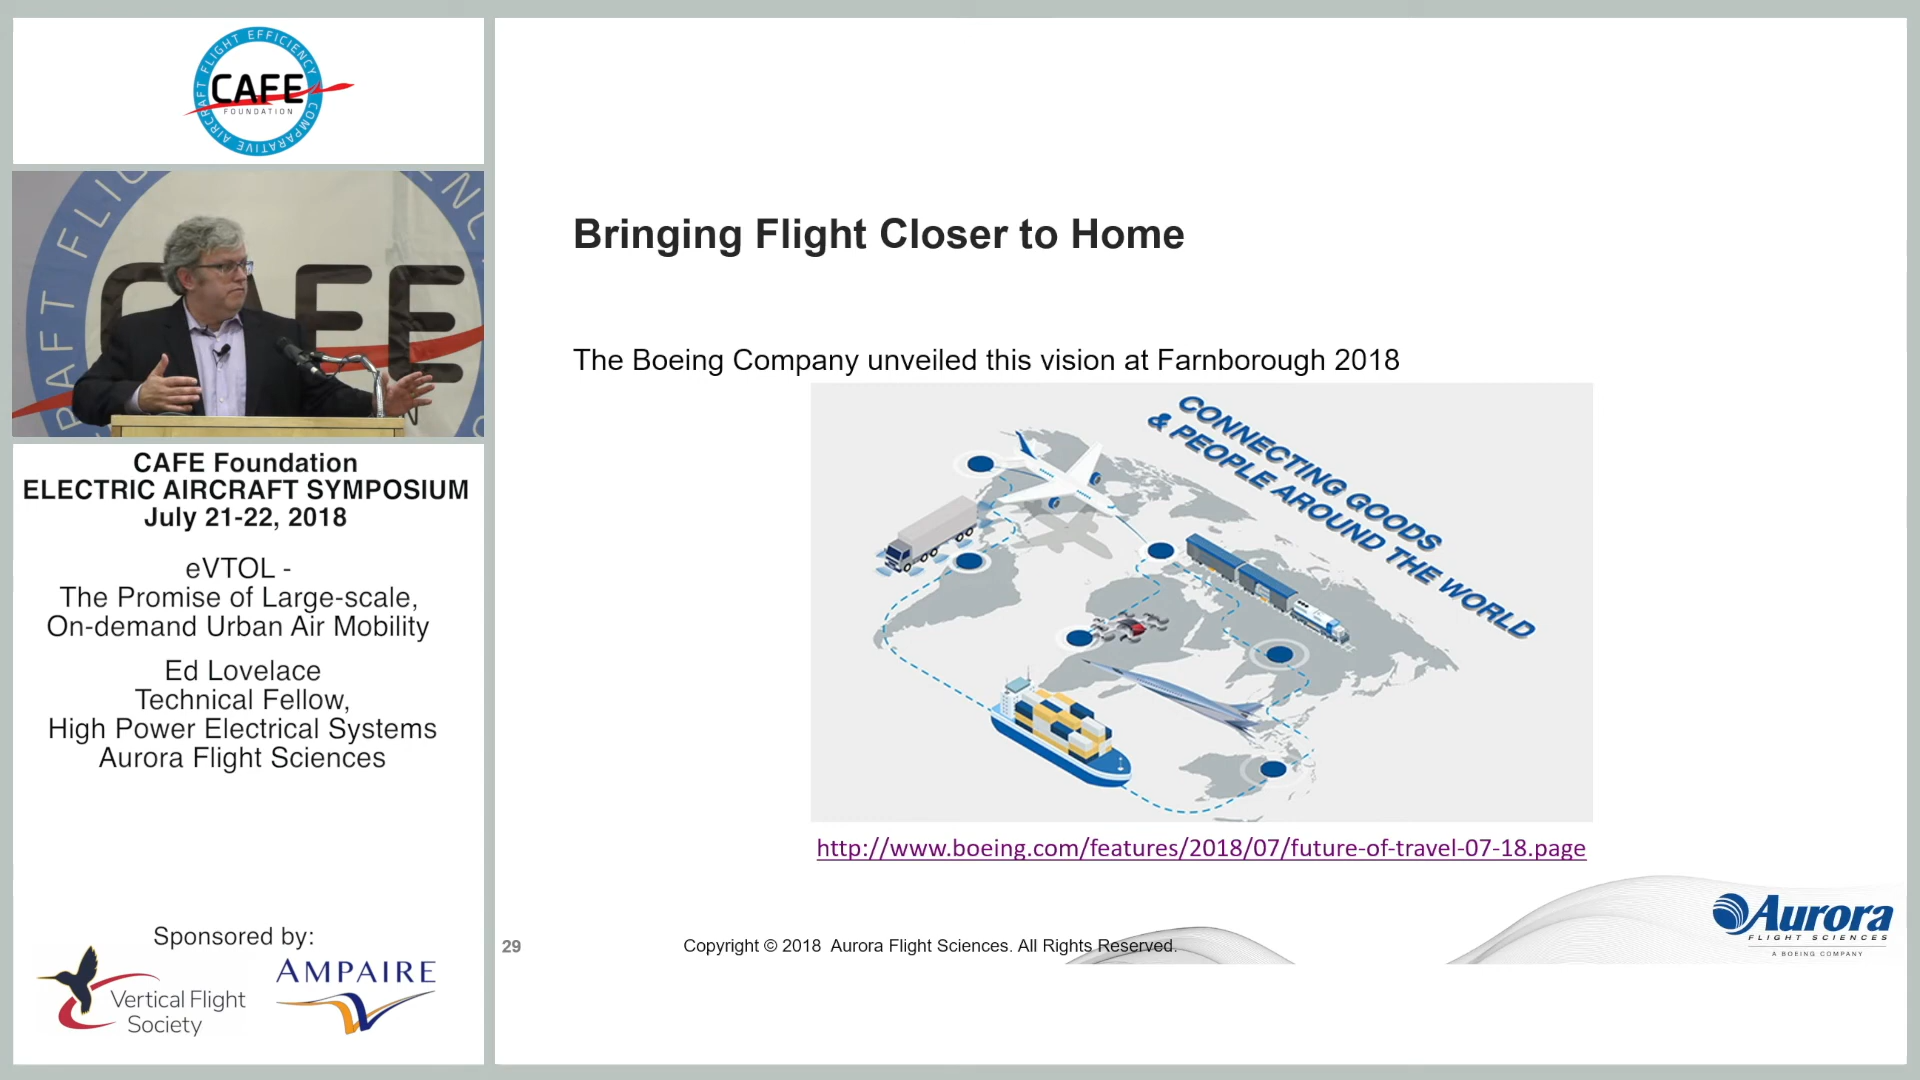 AIRCRAFT FLIGHT EFFICIENCY COMPARATIVE
CAFE
FOUNDATION
RAFT FLIG
CAFE
CAFE Foundation
ELECTRIC AIRCRAFT SYMPOSIUM
July 21-22, 2018
eVTOL -
The Promise of Large-scale,
On-demand Urban Air Mobility
Ed Lovelace
Technical Fellow,
High Power Electrical Systems
Aurora Flight Sciences
Sponsored by:
Vertical Flight
Society
AMPAIRE
Bringing Flight Closer to Home
The Boeing Company unveiled this vision at Farnborough 2018
CONNECTING GOODS
& PEOPLE AROUND THE WORLD
http://www.boeing.com/features/2018/07/future-of-travel-07-18.page
29
Copyright © 2018 Aurora Flight Sciences. All Rights Reserved.
Aurora
FLIGHT SCIENCES
A BOEING COMPANY